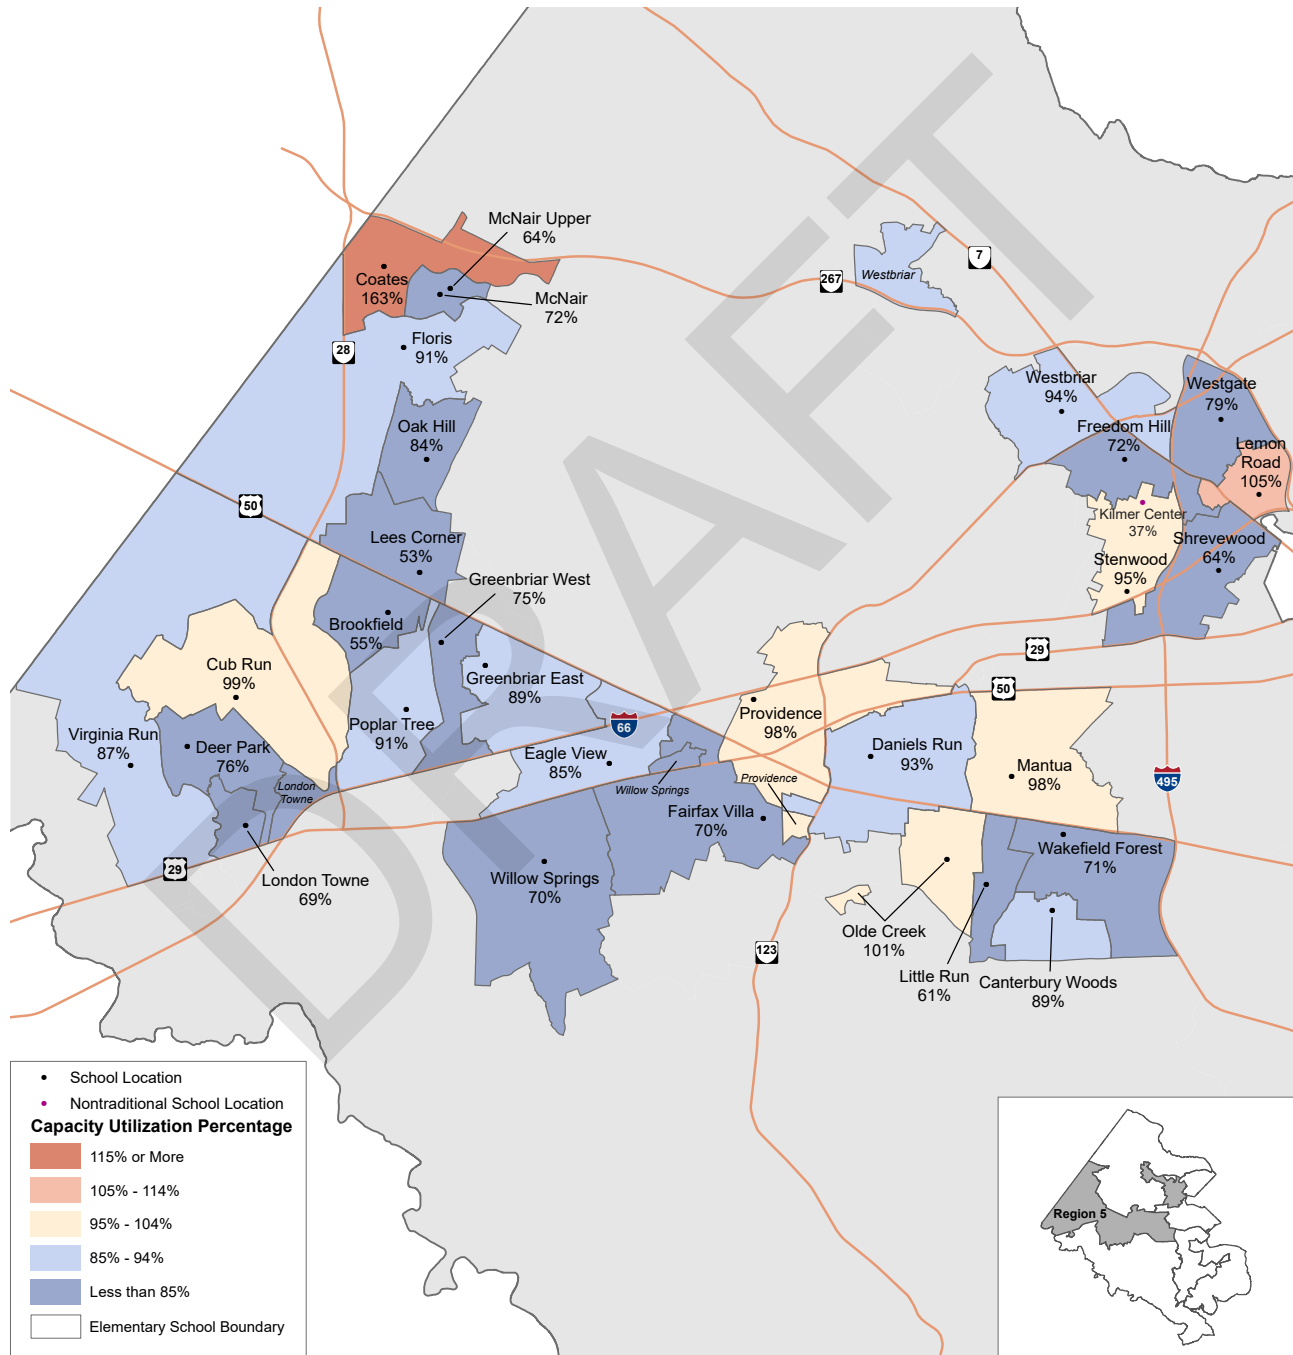 McNair Upper
64%
Coates
163%
McNair
72%
Floris
91%
28
267
7
Westbriar
Westbriar
94%
Westgate
79%
Freedom Hill
72%
Lemon
Road
105%
Kilmer Center
37%
Shrevewood
64%
Stenwood
95%
Oak Hill
84%
50
Lees Corner
53%
Greenbriar West
75%
Brookfield
55%
Cub Run
99%
Greenbriar East
89%
Poplar Tree
91%
Virginia Run
87%
Deer Park
76%
London
Towne
London Towne
69%
29
66
Eagle View
85%
Willow Springs
Providence
98%
Providence
29
50
Daniels Run
93%
Mantua
98%
495
Fairfax Villa
70%
Willow Springs
70%
Wakefield Forest
71%
Olde Creek
101%
Little Run
61%
Canterbury Woods
89%
123
DRAFT
School Location
Nontraditional School Location
Capacity Utilization Percentage
115% or More
105% - 114%
95% - 104%
85% - 94%
Less than 85%
Elementary School Boundary
Region 5